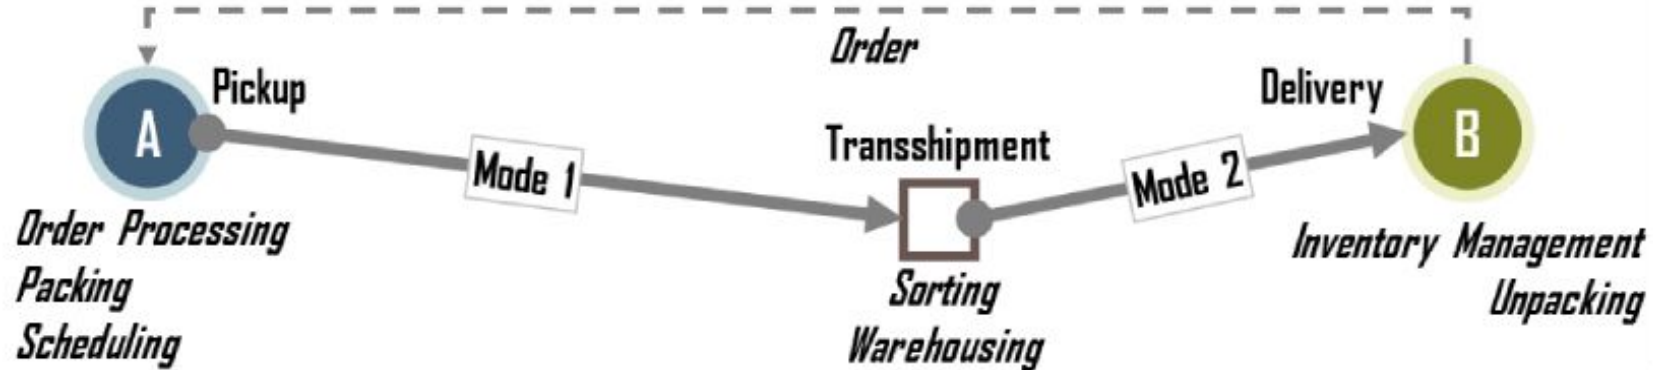 Order
A
Pickup
Delivery
B
Transshipment
Mode 1
Mode 2
Order Processing
Packing
Scheduling
Sorting
Warehousing
Inventory Management
Unpacking